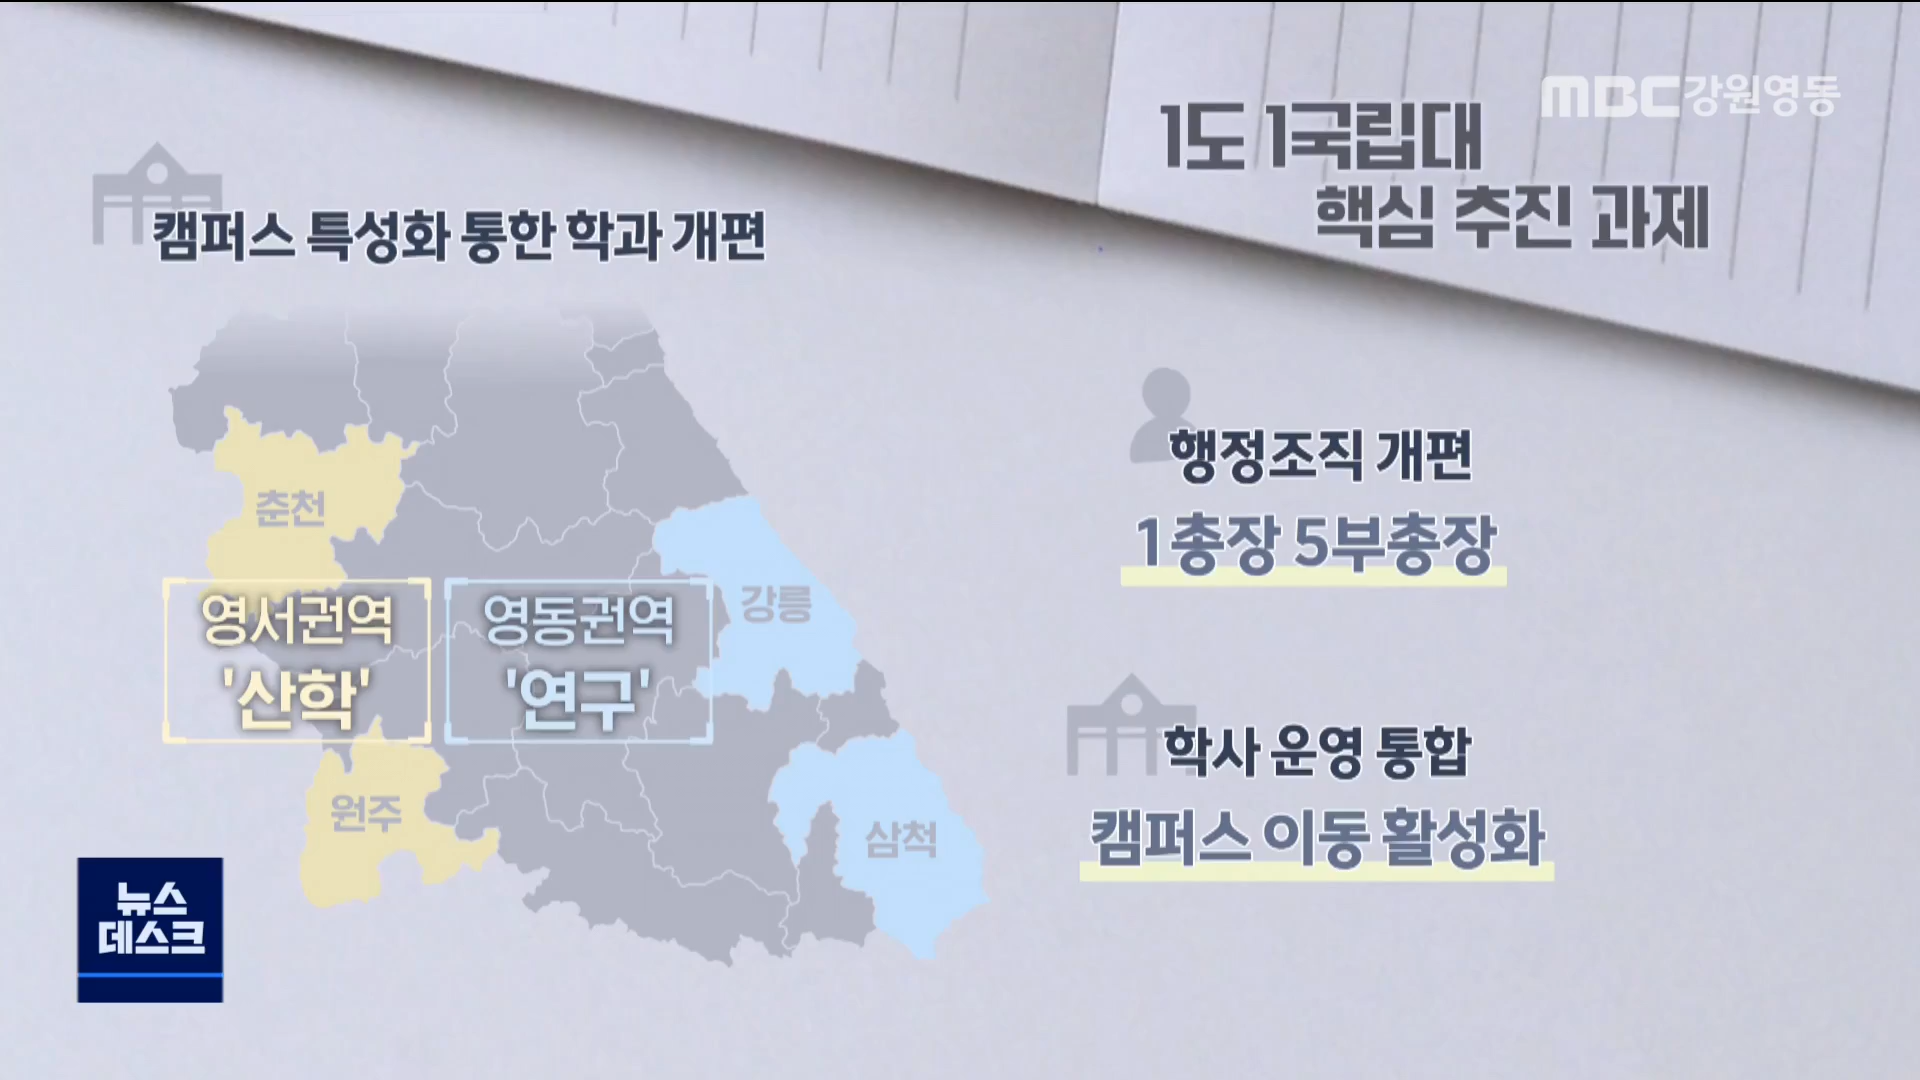 MBC강원영동
1도 1국립대
핵심 추진 과제
캠퍼스 특성화 통한 학과 개편
춘천
강릉
영서권역
'산학'
영동권역
'연구'
원주
삼척
행정조직 개편
1총장 5부총장
학사 운영 통합
캠퍼스 이동 활성화
뉴스
데스크